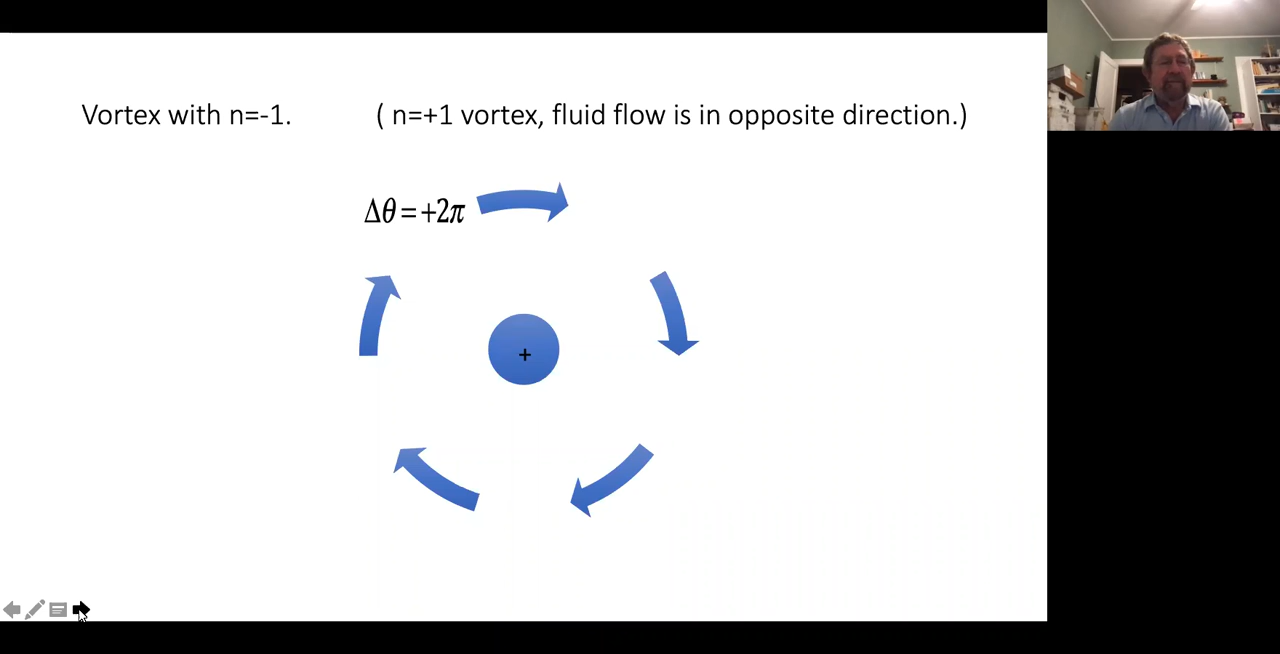 Vortex with n=-1. ( n=+1 vortex, fluid flow is in opposite direction.)
Δθ = +2π
+